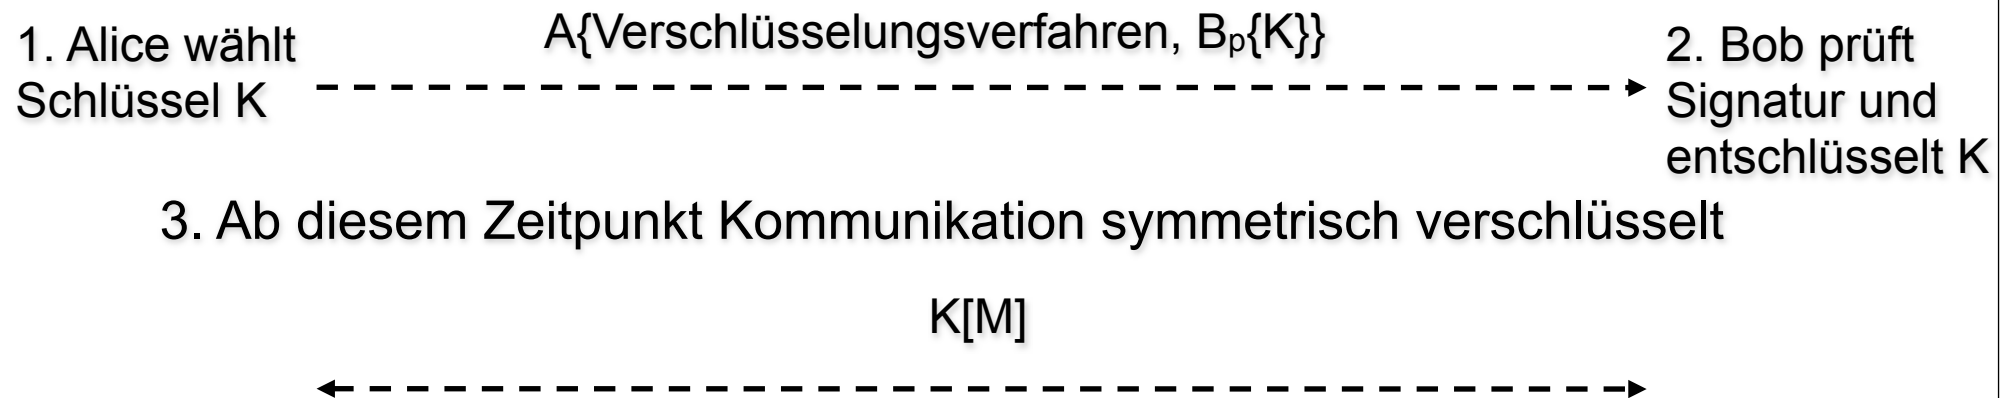 1. Alice wählt
Schlüssel K
A{Verschlüsselungsverfahren, Bₚ{K}}
2. Bob prüft
Signatur und
entschlüsselt K
3. Ab diesem Zeitpunkt Kommunikation symmetrisch verschlüsselt
K[M]